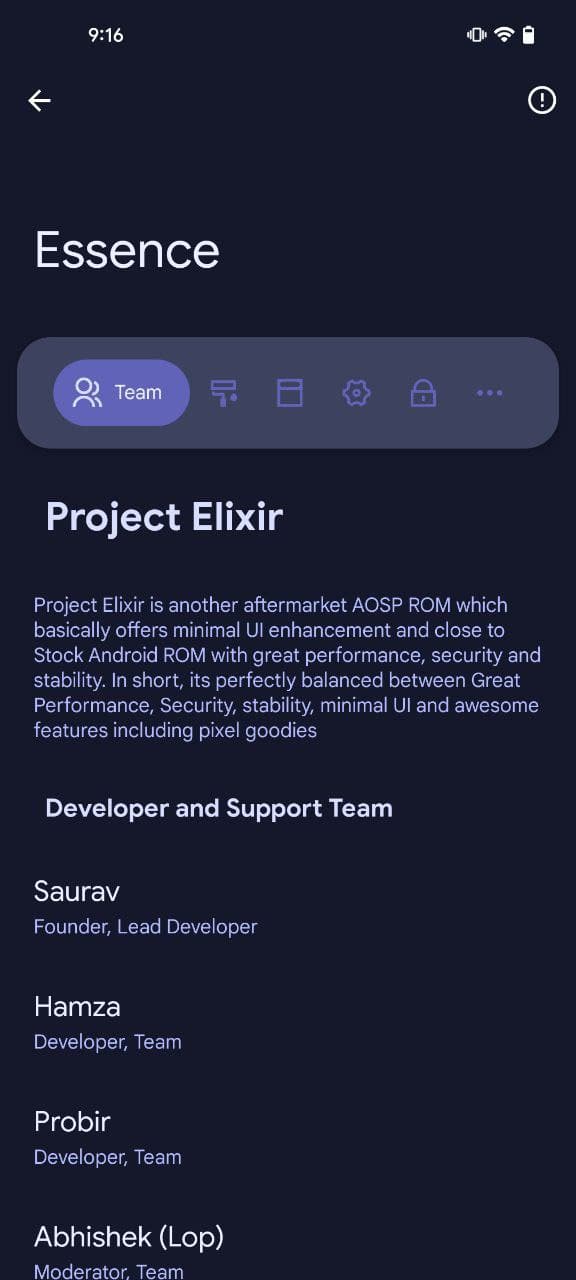 9:16
Essence
Team
Project Elixir
Project Elixir is another aftermarket AOSP ROM which
basically offers minimal UI enhancement and close to
Stock Android ROM with great performance, security and
stability. In short, its perfectly balanced between Great
Performance, Security, stability, minimal UI and awesome
features including pixel goodies
Developer and Support Team
Saurav
Founder, Lead Developer
Hamza
Developer, Team
Probir
Developer, Team
Abhishek (Lop)
Moderator, Team